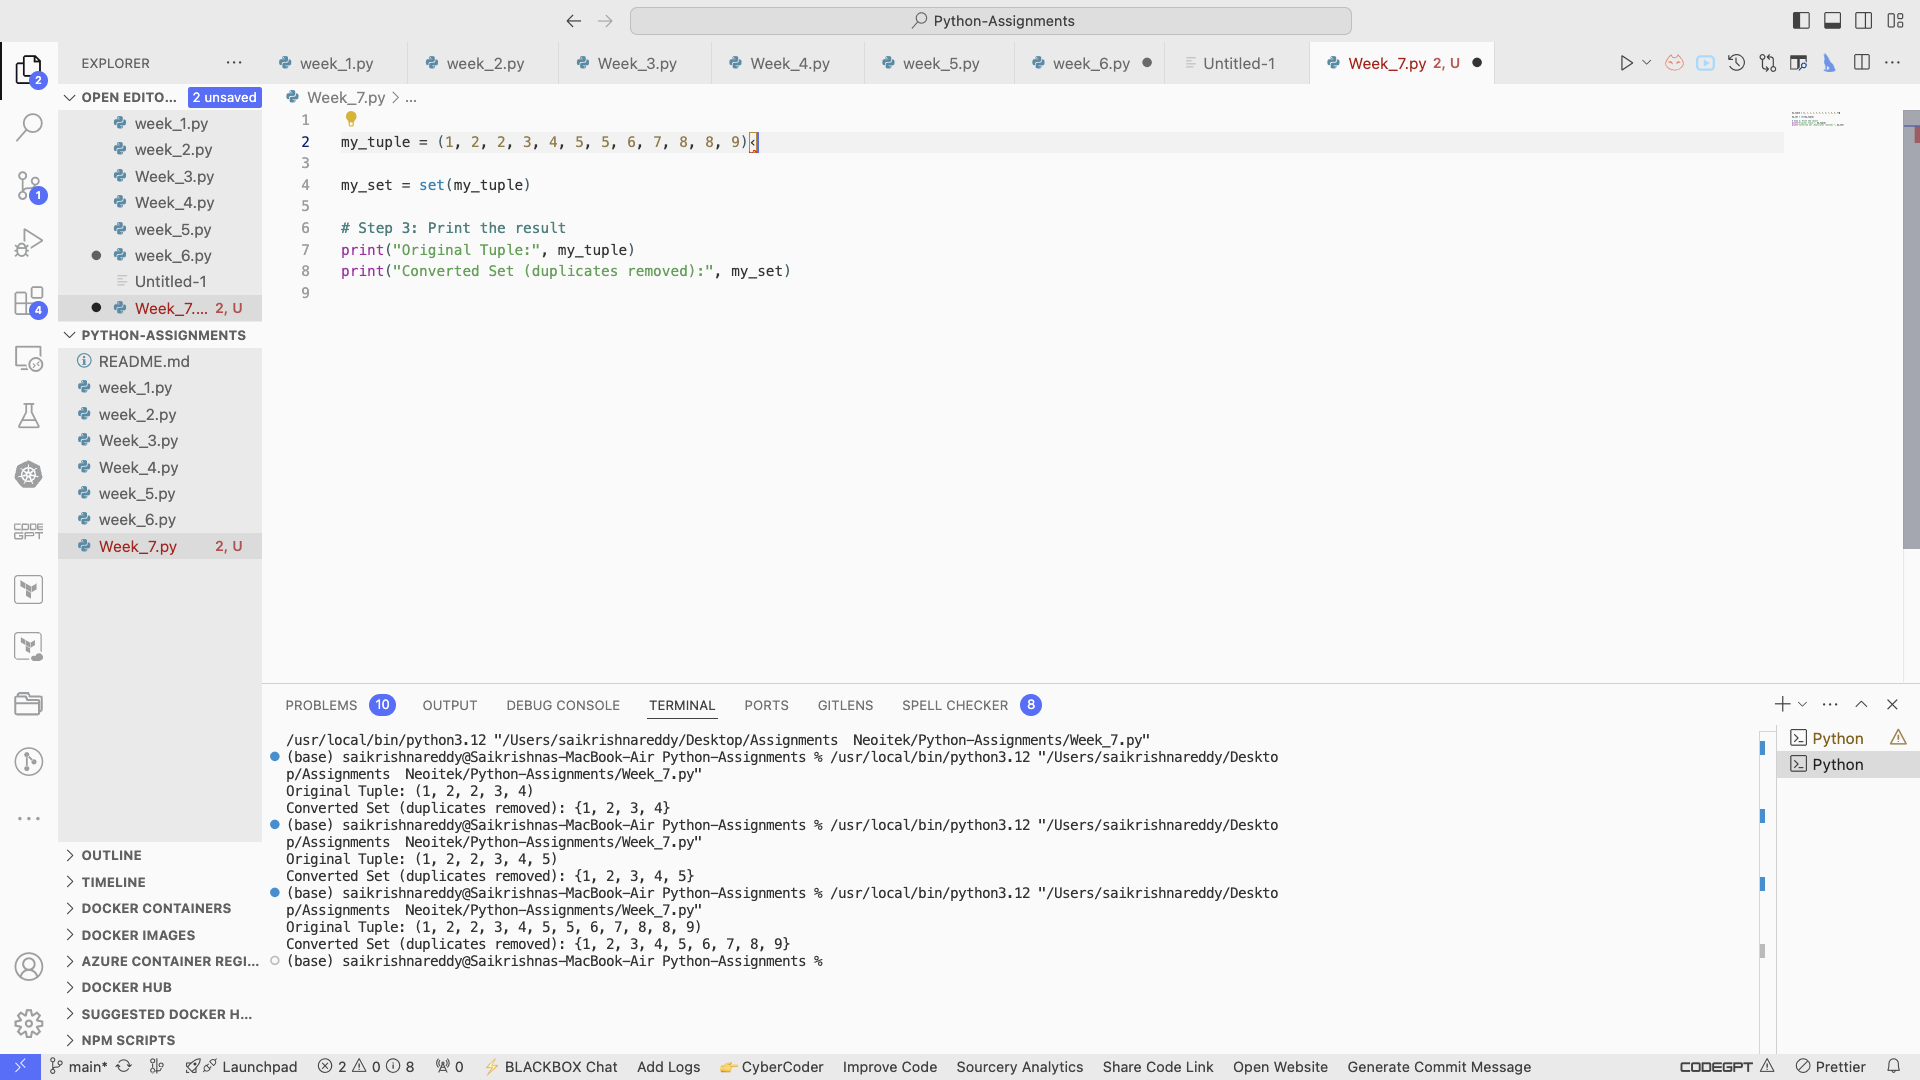 Python-Assignments
2
EXPLORER
week_1.py
week_2.py
Week_3.py
Week_4.py
week_5.py
week_6.py
Untitled-1
Week_7.py 2, U
OPEN EDITO... 2 unsaved
week_1.py
week_2.py
Week_3.py
Week_4.py
week_5.py
week_6.py
Untitled-1
Week_7.... 2, U
PYTHON-ASSIGNMENTS
README.md
week_1.py
week_2.py
Week_3.py
Week_4.py
week_5.py
week_6.py
Week_7.py 2, U
1
4
CODE
GPT
OUTLINE
TIMELINE
DOCKER CONTAINERS
DOCKER IMAGES
AZURE CONTAINER REGI...
DOCKER HUB
SUGGESTED DOCKER H...
NPM SCRIPTS
Week_7.py > ...
1
2 my_tuple = (1, 2, 2, 3, 4, 5, 5, 6, 7, 8, 8, 9)
3
4 my_set = set(my_tuple)
5
6 # Step 3: Print the result
7 print("Original Tuple:", my_tuple)
8 print("Converted Set (duplicates removed):", my_set)
9
PROBLEMS 10 OUTPUT DEBUG CONSOLE TERMINAL PORTS GITLENS SPELL CHECKER 8
/usr/local/bin/python3.12 "/Users/saikrishnareddy/Desktop/Assignments  Neoitek/Python-Assignments/Week_7.py"
(base) saikrishnareddy@Saikrishnas-MacBook-Air Python-Assignments % /usr/local/bin/python3.12 "/Users/saikrishnareddy/Deskto
p/Assignments  Neoitek/Python-Assignments/Week_7.py"
Original Tuple: (1, 2, 2, 3, 4)
Converted Set (duplicates removed): {1, 2, 3, 4}
(base) saikrishnareddy@Saikrishnas-MacBook-Air Python-Assignments % /usr/local/bin/python3.12 "/Users/saikrishnareddy/Deskto
p/Assignments  Neoitek/Python-Assignments/Week_7.py"
Original Tuple: (1, 2, 2, 3, 4, 5)
Converted Set (duplicates removed): {1, 2, 3, 4, 5}
(base) saikrishnareddy@Saikrishnas-MacBook-Air Python-Assignments % /usr/local/bin/python3.12 "/Users/saikrishnareddy/Deskto
p/Assignments  Neoitek/Python-Assignments/Week_7.py"
Original Tuple: (1, 2, 2, 3, 4, 5, 5, 6, 7, 8, 8, 9)
Converted Set (duplicates removed): {1, 2, 3, 4, 5, 6, 7, 8, 9}
(base) saikrishnareddy@Saikrishnas-MacBook-Air Python-Assignments %
Python
Python
main* Launchpad 2 0 8 0 BLACKBOX Chat Add Logs 👉 CyberCoder Improve Code Sourcery Analytics Share Code Link Open Website Generate Commit Message CODEGPT Prettier